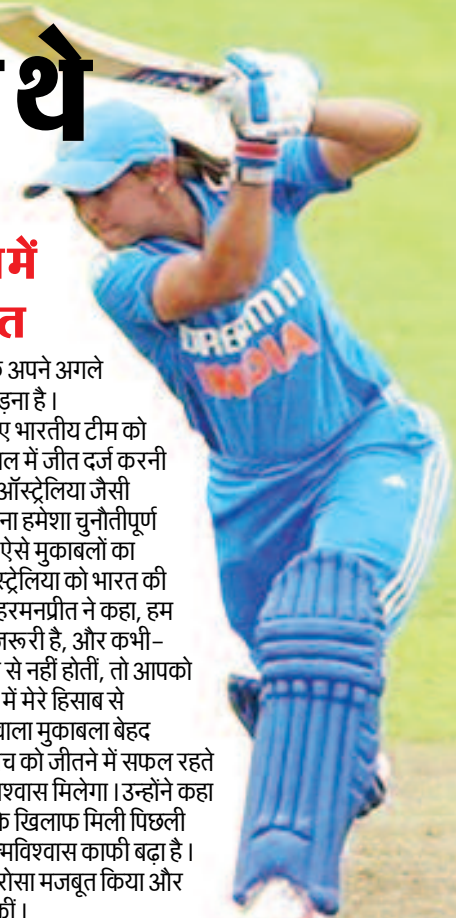 थे
में
त
अपने अगले
ड़ना है।
ए भारतीय टीम को
ल में जीत दर्ज करनी
ऑस्ट्रेलिया जैसी
ना हमेशा चुनौतीपूर्ण
ऐसे मुकाबलों का
स्ट्रेलिया को भारत की
हरमनप्रीत ने कहा, हम
जरूरी है, और कभी-
से नहीं होतीं, तो आपको
में मेरे हिसाब से
वाला मुकाबला बेहद
च को जीतने में सफल रहते
श्वास मिलेगा।उन्होंने कहा
के खिलाफ मिली पिछली
मविश्वास काफी बढ़ा है।
रोसा मजबूत किया और
कीं।
DREAM11
INDIA